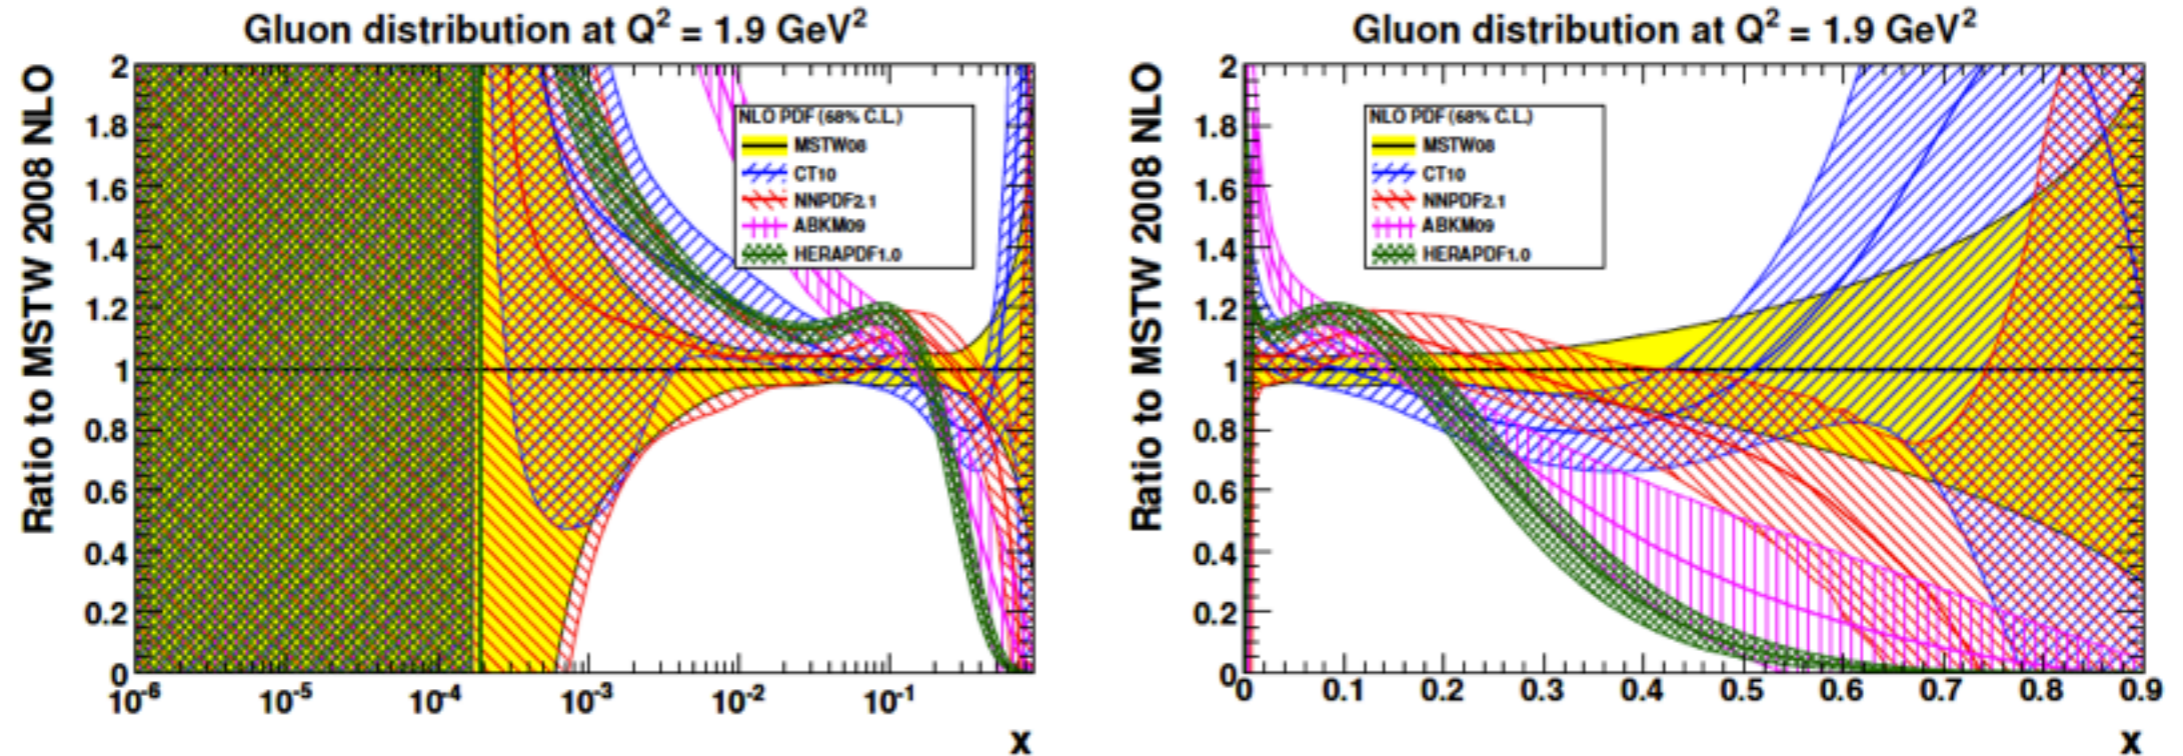 Gluon distribution at Q² = 1.9 GeV²
Ratio to MSTW 2008 NLO
2
1.8
1.6
1.4
1.2
1
0.8
0.6
0.4
0.2
0
NLO PDF (68% C.L.)
MSTW08
CT10
NNPDF2.1
ABKM09
HERAPDF1.0
10⁻⁶ 10⁻⁵ 10⁻⁴ 10⁻³ 10⁻² 10⁻¹
x
Gluon distribution at Q² = 1.9 GeV²
Ratio to MSTW 2008 NLO
2
1.8
1.6
1.4
1.2
1
0.8
0.6
0.4
0.2
0
NLO PDF (68% C.L.)
MSTW08
CT10
NNPDF2.1
ABKM09
HERAPDF1.0
0 0.1 0.2 0.3 0.4 0.5 0.6 0.7 0.8 0.9
x